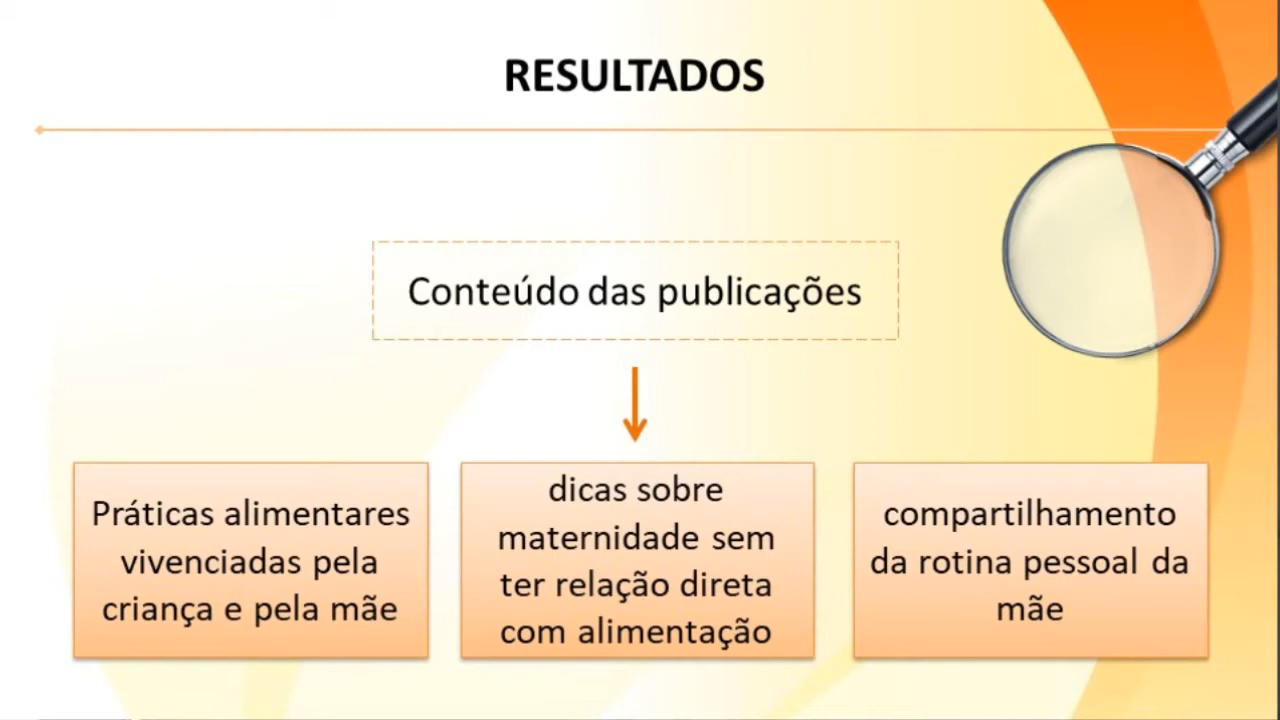 RESULTADOS
Conteúdo das publicações
Práticas alimentares
vivenciadas pela
criança e pela mãe
dicas sobre
maternidade sem
ter relação direta
com alimentação
compartilhamento
da rotina pessoal da
mãe